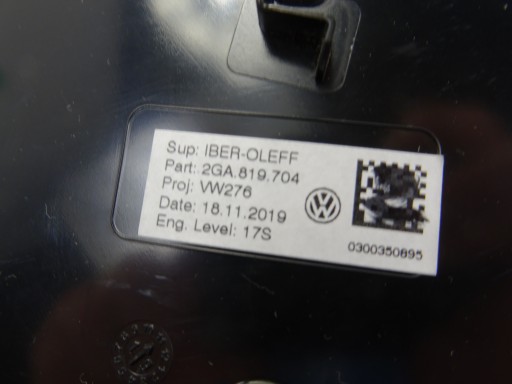 Sup: IBER-OLEFF
Part: 2GA.819.704
Proj: VW276
Date: 18.11.2019
Eng. Level: 17S
0300350895